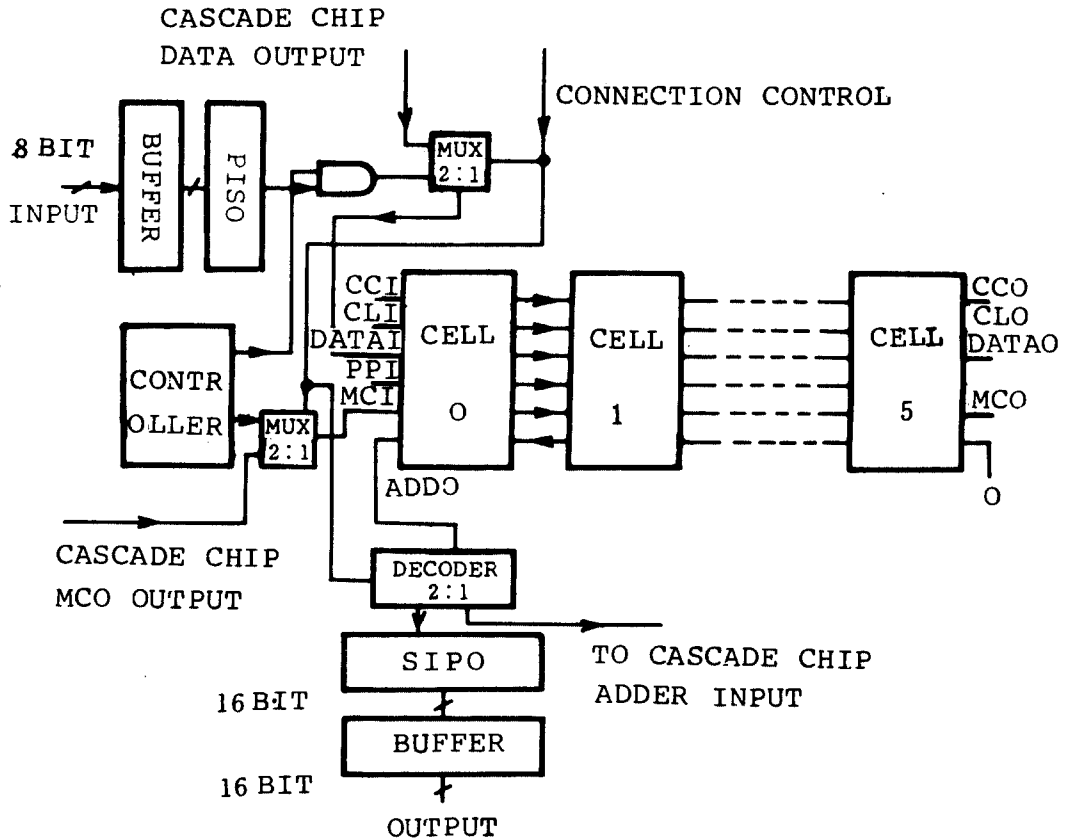 CASCADE CHIP
DATA OUTPUT
CONNECTION CONTROL
8 BIT
INPUT
BUFFER
PISO
MUX
2:1
CCI
CLI
DATAI
PPI
MCI
CELL
0
CELL
1
CELL
5
CCO
CLO
DATAO
MCO
0
CONTR
OLLER
MUX
2:1
ADDO
CASCADE CHIP
MCO OUTPUT
DECODER
2:1
SIPO
TO CASCADE CHIP
ADDER INPUT
16 BIT
BUFFER
16 BIT
OUTPUT